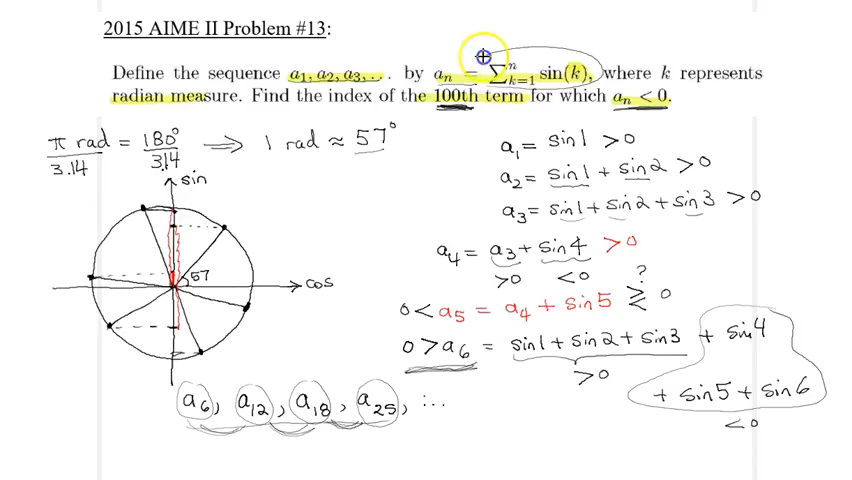 2015 AIME II Problem #13:
Define the sequence a₁, a₂, a₃, … by aₙ = ∑ₖ₌₁ⁿ sin(k), where k represents
radian measure. Find the index of the 100th term for which aₙ < 0.
π rad / 3.14 = 180° / 3.14 ⟹ 1 rad ≈ 57°
sin
57
cos
a₁ = sin1 > 0
a₂ = sin1 + sin2 > 0
a₃ = sin1 + sin2 + sin3 > 0
a₄ = a₃ + sin4 > 0
>0 <0 ?
0 < a₅ = a₄ + sin5 ≷ 0
0 > a₆ = sin1 + sin2 + sin3 + sin4
>0
+ sin5 + sin6
<0
a₆, a₁₂, a₁₈, a₂₅, ...